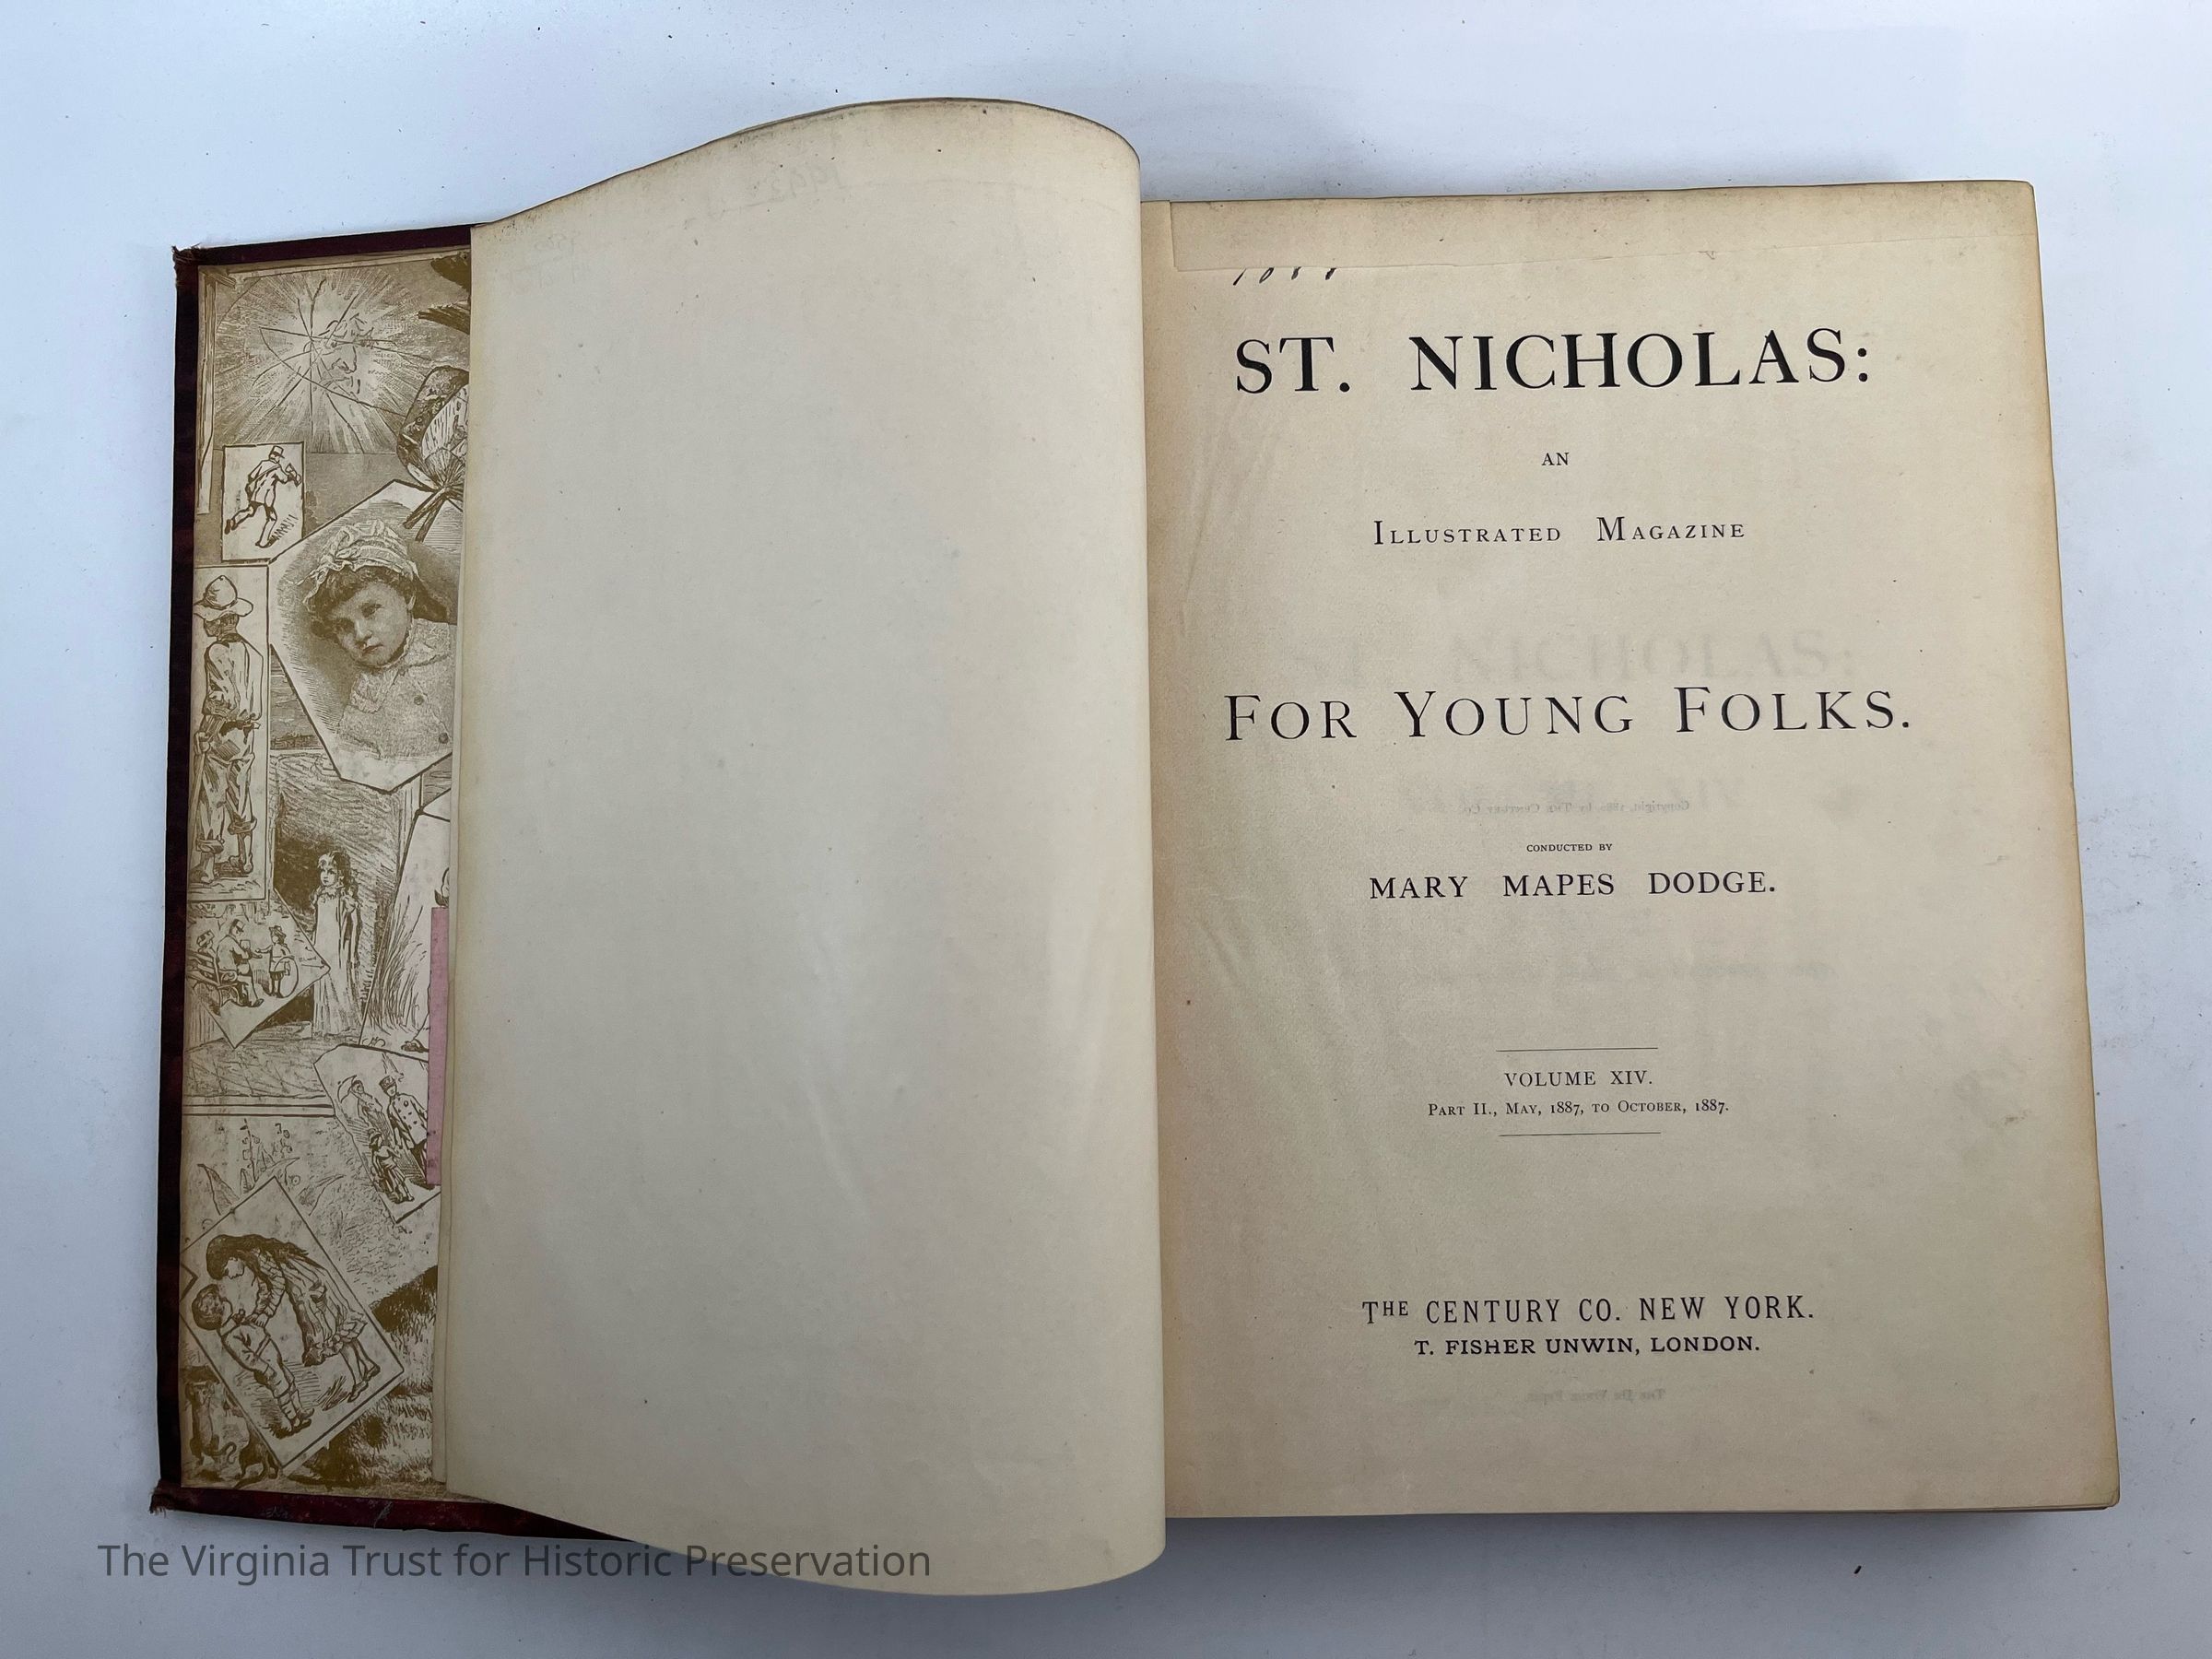 ST. NICHOLAS:
AN
ILLUSTRATED MAGAZINE
FOR YOUNG FOLKS.
CONDUCTED BY
MARY MAPES DODGE.
VOLUME XIV.
PART II., MAY, 1887, TO OCTOBER, 1887.
THE CENTURY CO. NEW YORK.
T. FISHER UNWIN, LONDON.
The Virginia Trust for Historic Preservation